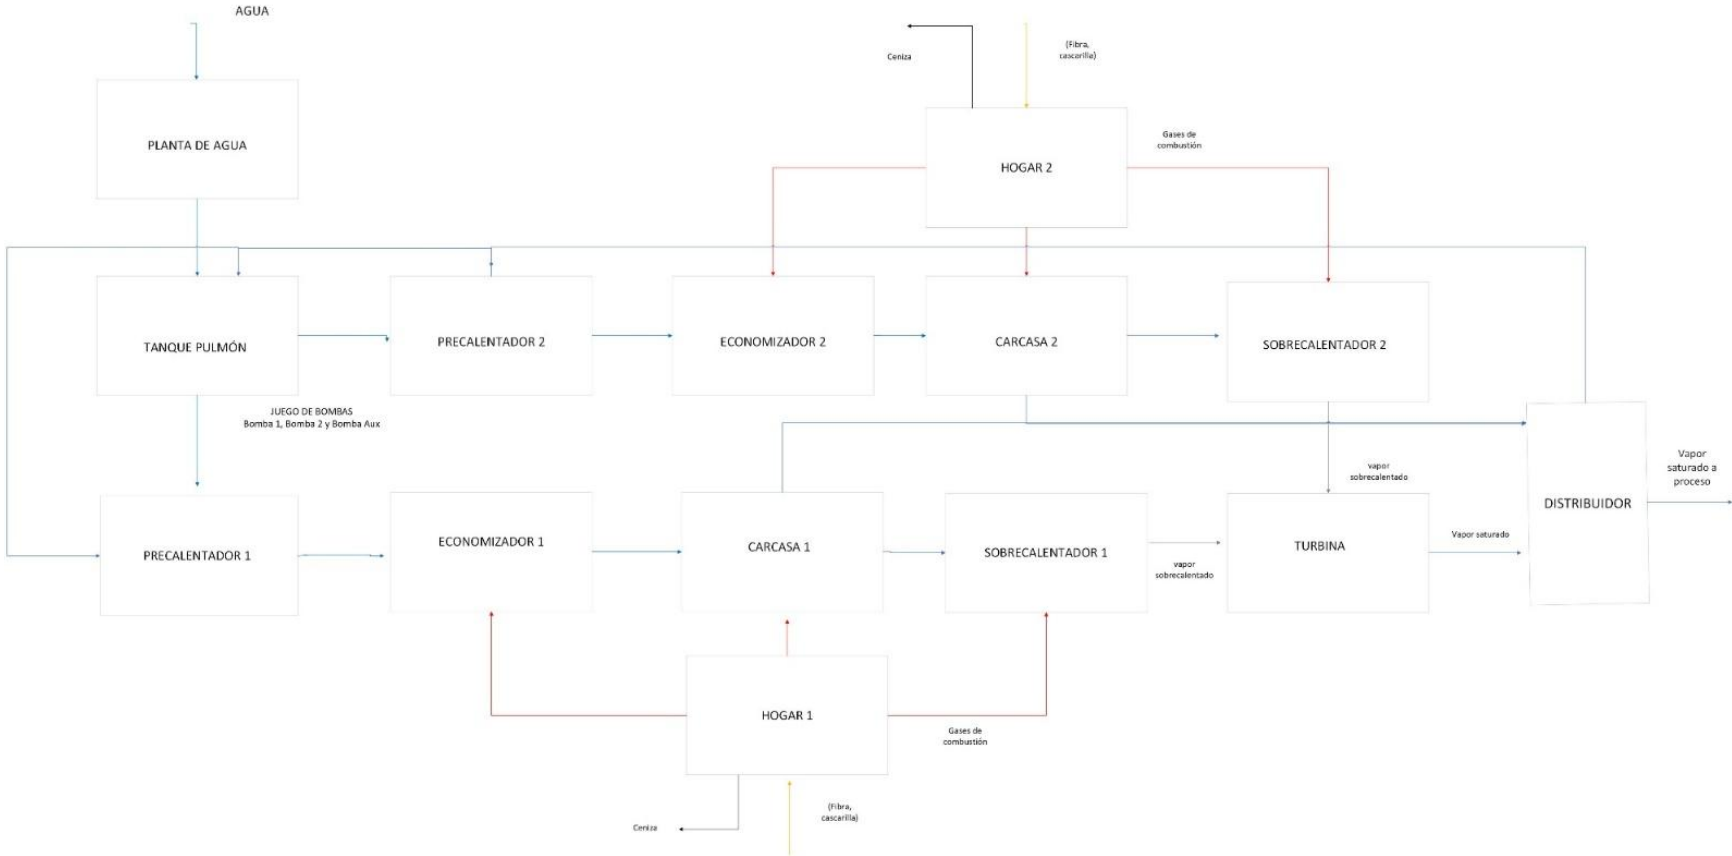 AGUA
Ceniza
(Fibra,
cascarilla)
PLANTA DE AGUA
HOGAR 2
Gases de
combustión
TANQUE PULMÓN
PRECALENTADOR 2
ECONOMIZADOR 2
CARCASA 2
SOBRECALENTADOR 2
JUEGO DE BOMBAS
Bomba 1, Bomba 2 y Bomba Aux
vapor
sobrecalentado
Vapor
saturado a
proceso
DISTRIBUIDOR
PRECALENTADOR 1
ECONOMIZADOR 1
CARCASA 1
SOBRECALENTADOR 1
vapor
sobrecalentado
TURBINA
Vapor saturado
HOGAR 1
Gases de
combustión
Ceniza
(Fibra,
cascarilla)